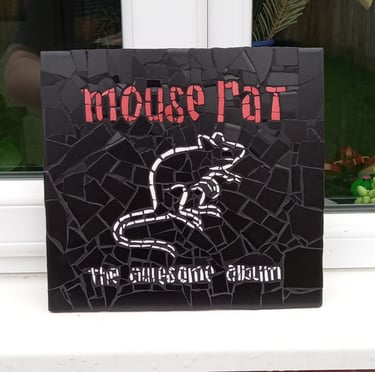 mouse rat
the awesome album